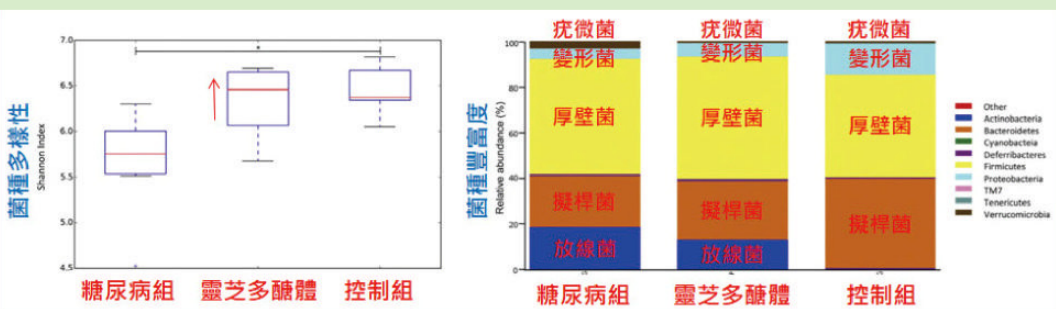 菌種多樣性
Shannon Index
7.0
6.5
6.0
5.5
5.0
4.5
*
糖尿病組
靈芝多醣體
控制組
菌種豐富度
Relative abundance (%)
100
80
60
40
20
0
疣微菌
變形菌
厚壁菌
擬桿菌
放線菌
糖尿病組
疣微菌
變形菌
厚壁菌
擬桿菌
放線菌
靈芝多醣體
疣微菌
變形菌
厚壁菌
擬桿菌
控制組
Other
Actinobacteria
Bacteroidetes
Cyanobacteia
Deferribacteres
Firmicutes
Proteobacteria
TM7
Tenericutes
Verrucomicrobia